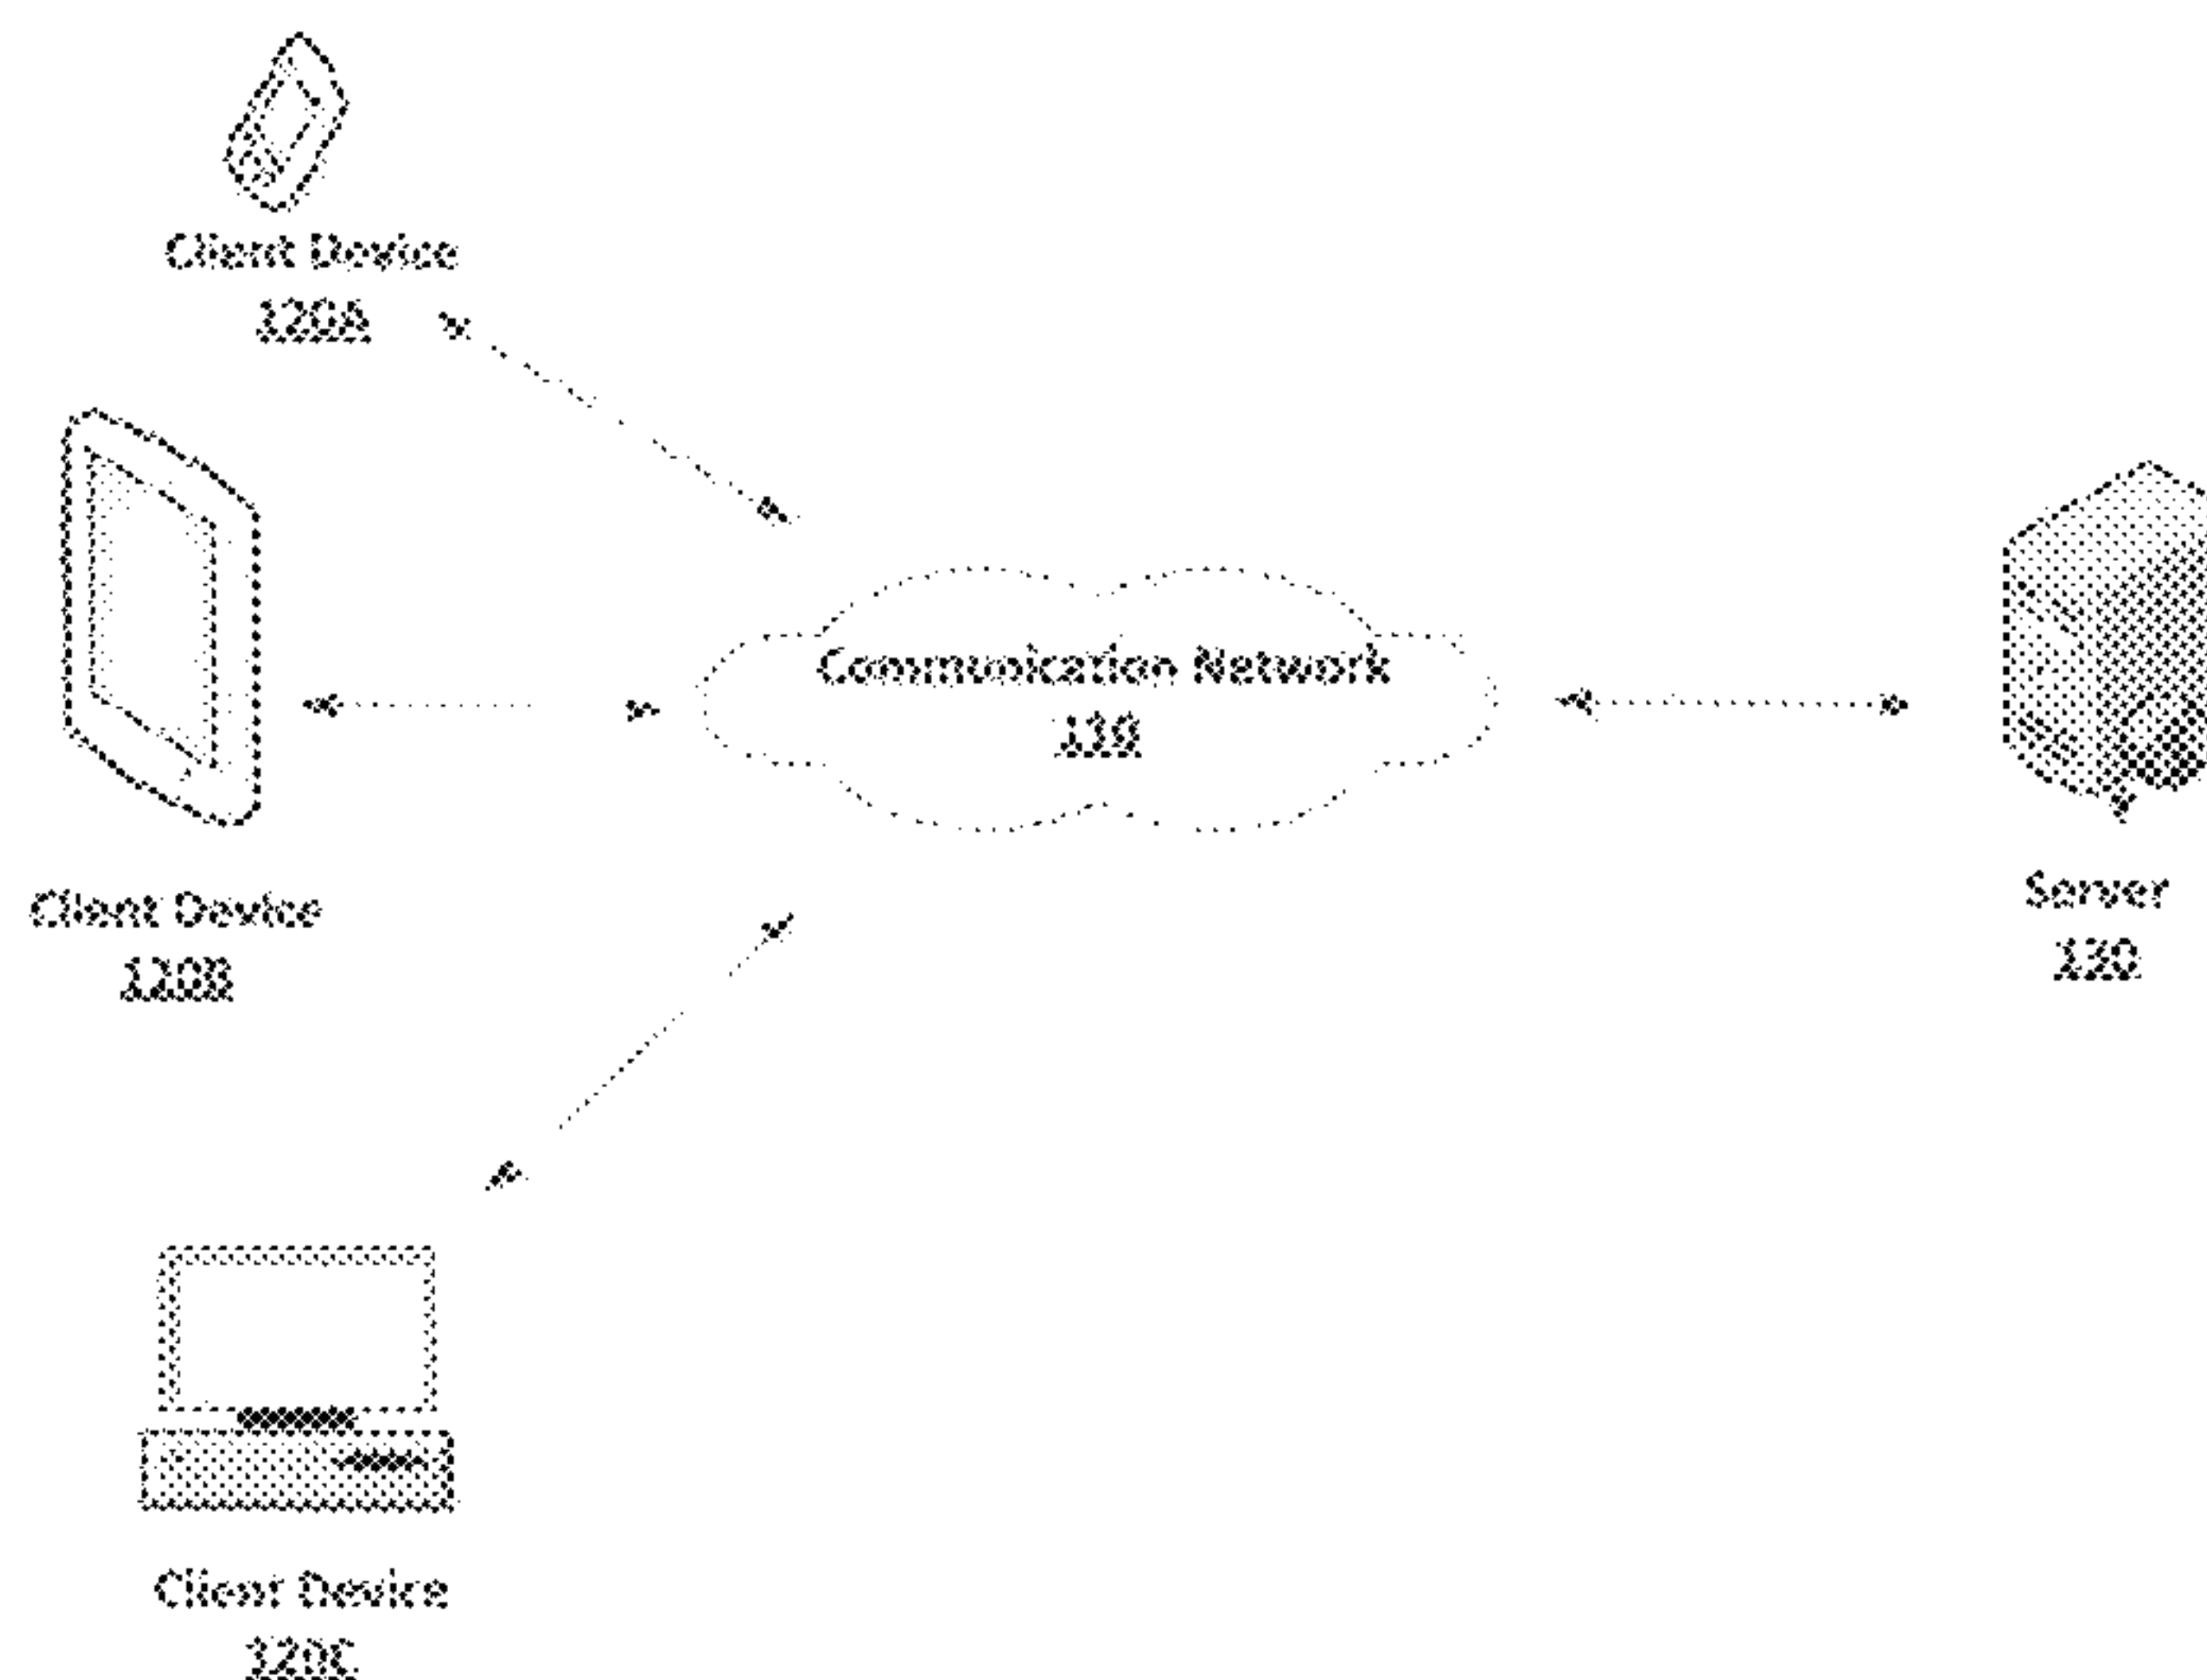 Client Device
120A
Communication Network
Client Device
120B
Server
Client Device
120C